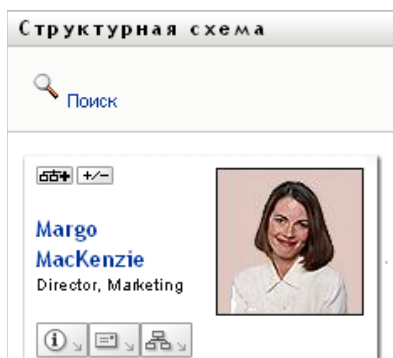 Структурная схема
Поиск
+/−
Margo
MacKenzie
Director, Marketing